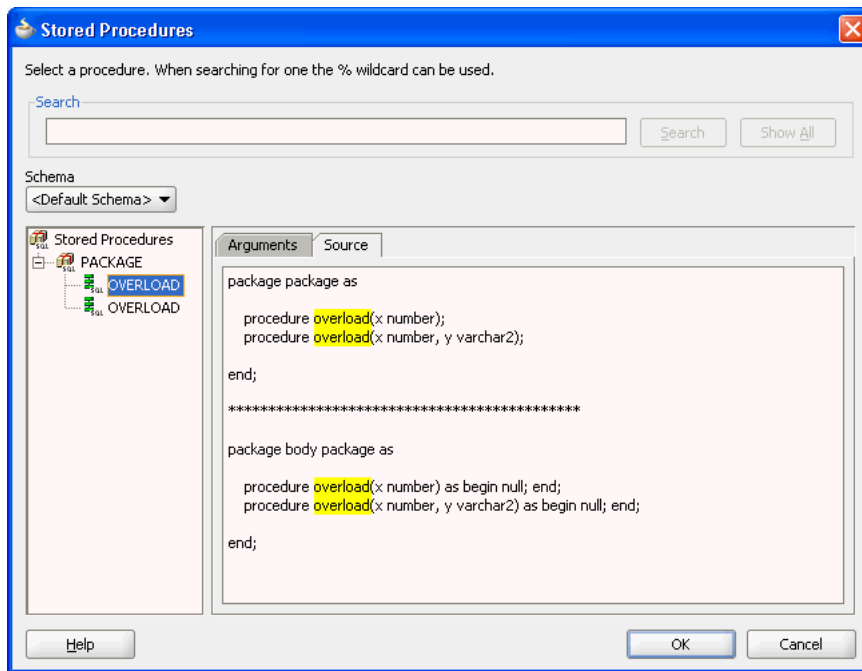 Stored Procedures
Select a procedure. When searching for one the % wildcard can be used.
Search
Search
Show All
Schema
<Default Schema>
Stored Procedures
PACKAGE
OVERLOAD
OVERLOAD
Arguments Source
package package as
procedure overload(x number);
procedure overload(x number, y varchar2);
end;
********************************************
package body package as
procedure overload(x number) as begin null; end;
procedure overload(x number, y varchar2) as begin null; end;
end;
Help
OK
Cancel